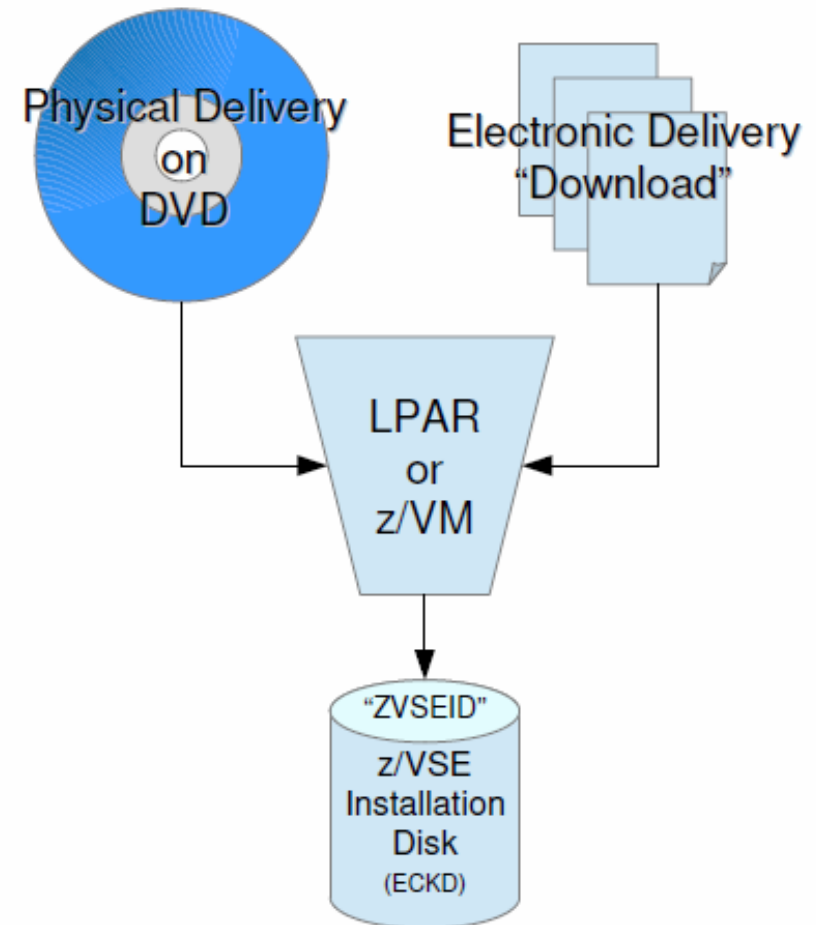 Physical Delivery
on
DVD
Electronic Delivery
“Download”
LPAR
or
z/VM
“ZVSEID”
z/VSE
Installation
Disk
(ECKD)